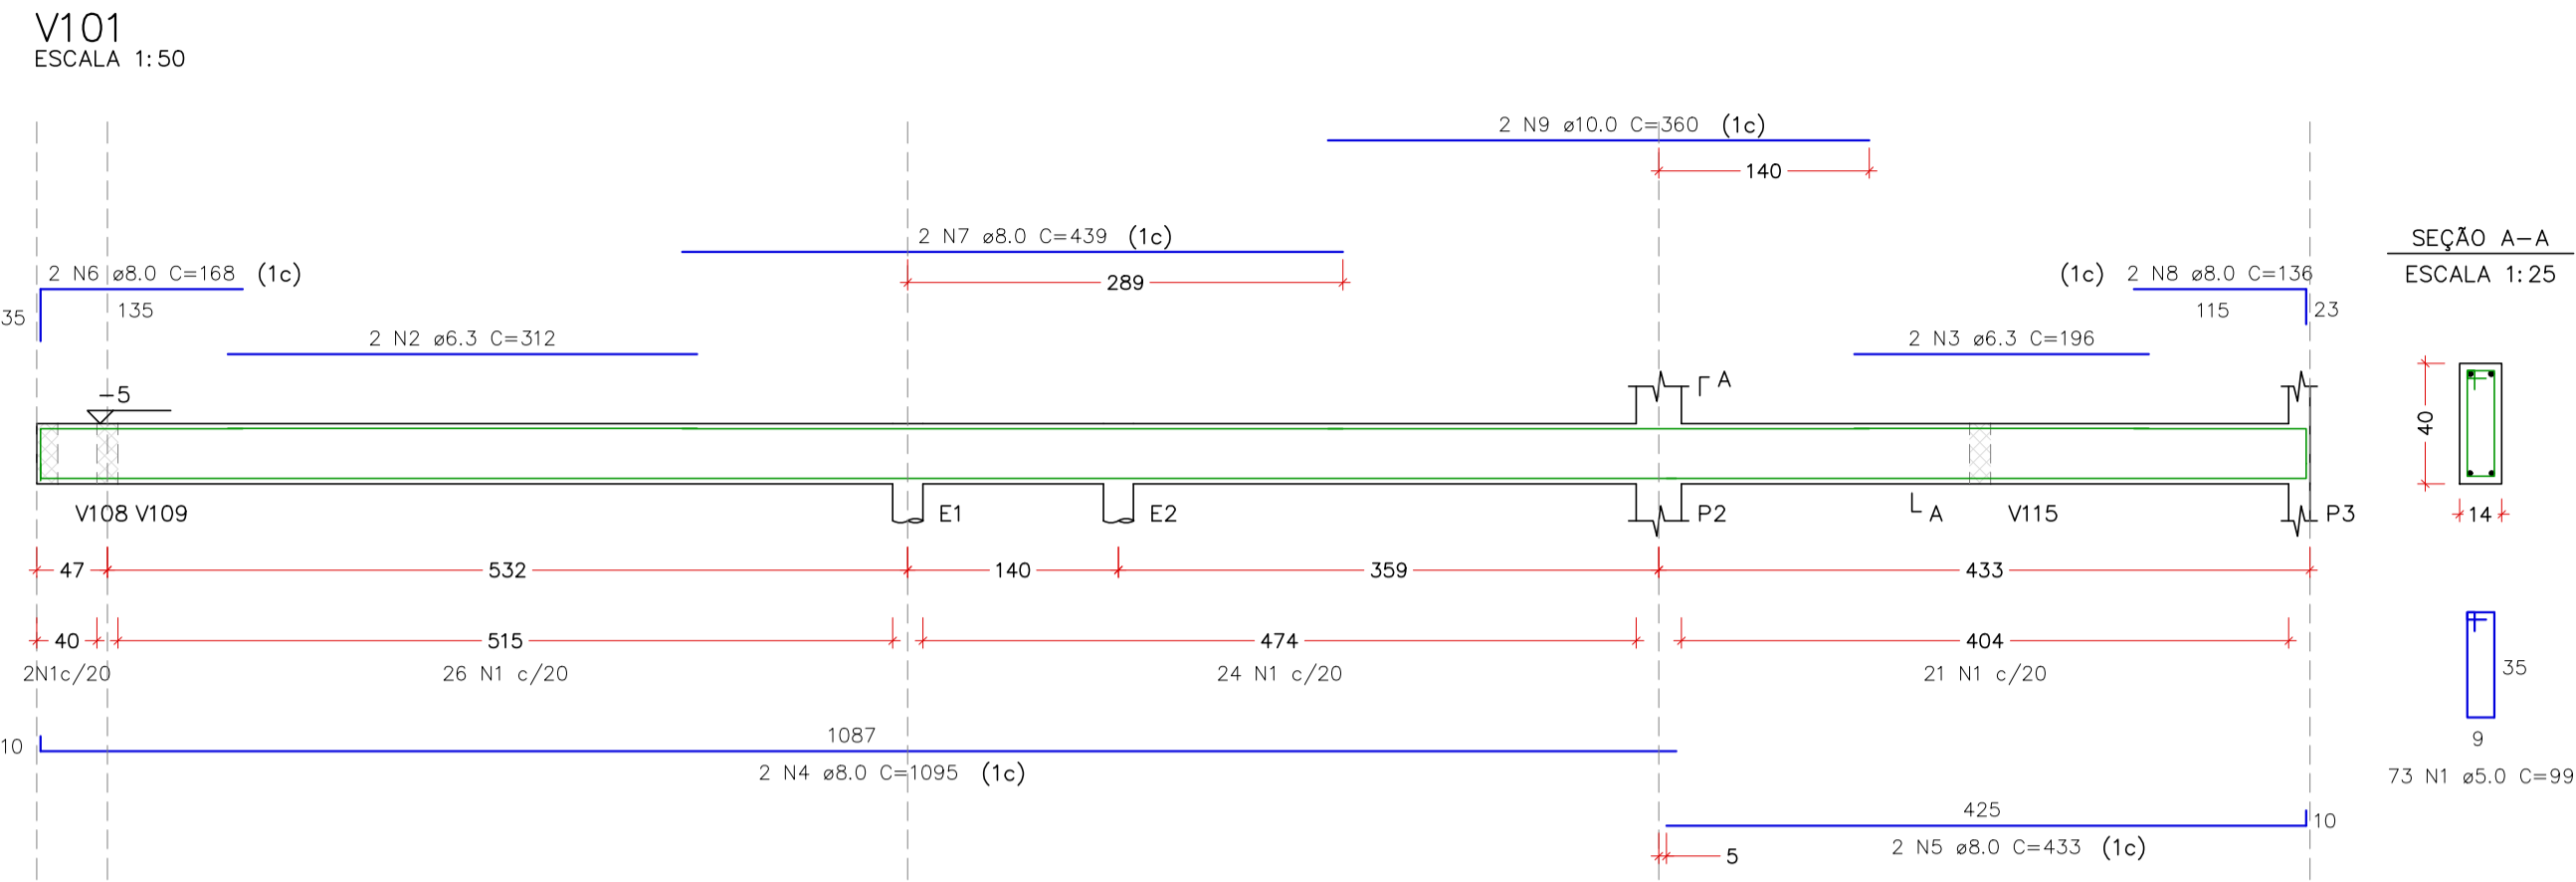 V101
ESCALA 1:50
2 N9 ø10.0 C=360 (1c)
140
2 N7 ø8.0 C=439 (1c)
289
2 N6 ø8.0 C=168 (1c)
35
135
(1c) 2 N8 ø8.0 C=136
115
23
2 N2 ø6.3 C=312
2 N3 ø6.3 C=196
SEÇÃO A-A
ESCALA 1:25
-5
A
40
14
V108 V109
E1
E2
P2
A
V115
P3
47
532
140
359
433
40
515
474
404
2N1c/20
26 N1 c/20
24 N1 c/20
21 N1 c/20
35
9
73 N1 ø5.0 C=99
10
1087
2 N4 ø8.0 C=1095 (1c)
425
10
2 N5 ø8.0 C=433 (1c)
5